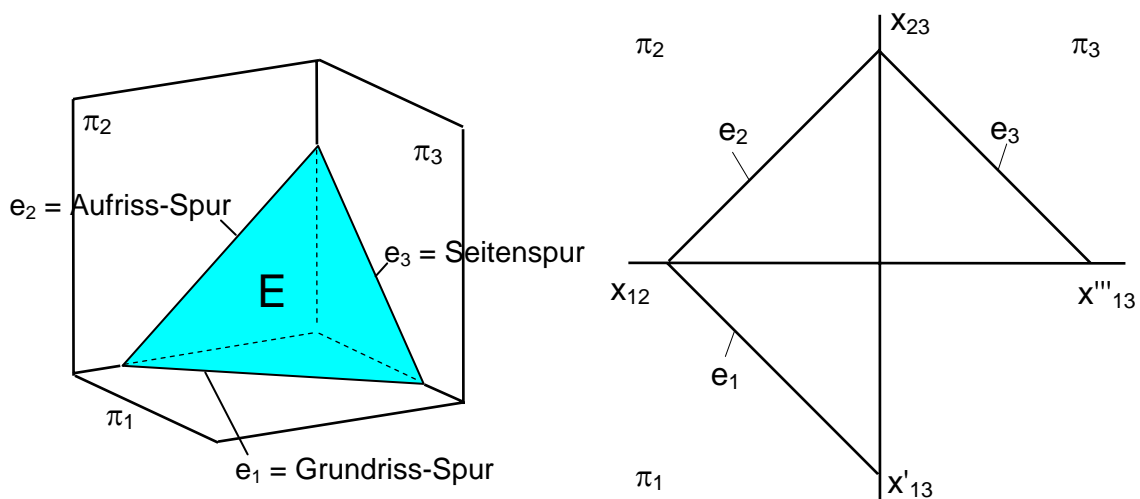 π₂
π₃
e₂ = Aufriss-Spur
e₃ = Seitenspur
E
π₁
e₁ = Grundriss-Spur
x₂₃
π₂
π₃
e₂
e₃
x₁₂
x'''₁₃
e₁
π₁
x'₁₃